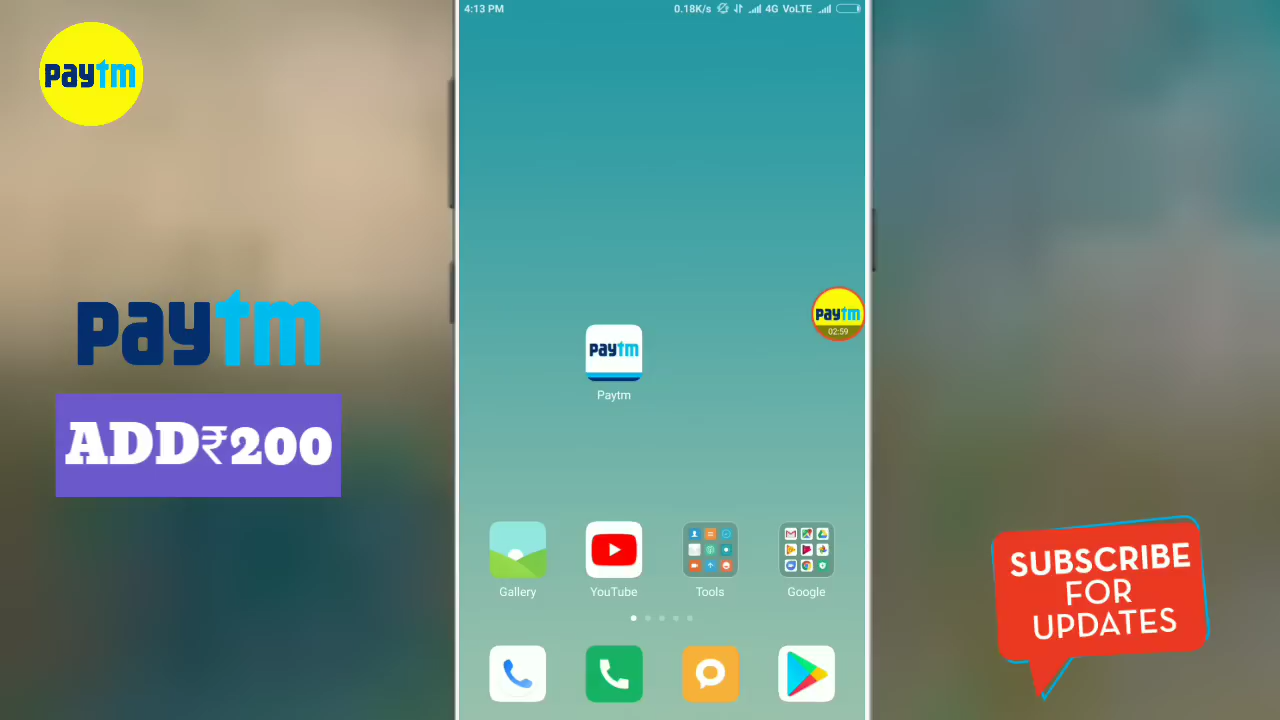 paytm
paytm
ADD₹200
4:13 PM
0.18K/s
4G VoLTE
paytm
02:59
paytm
Paytm
Gallery
YouTube
Tools
Google
SUBSCRIBE
FOR
UPDATES